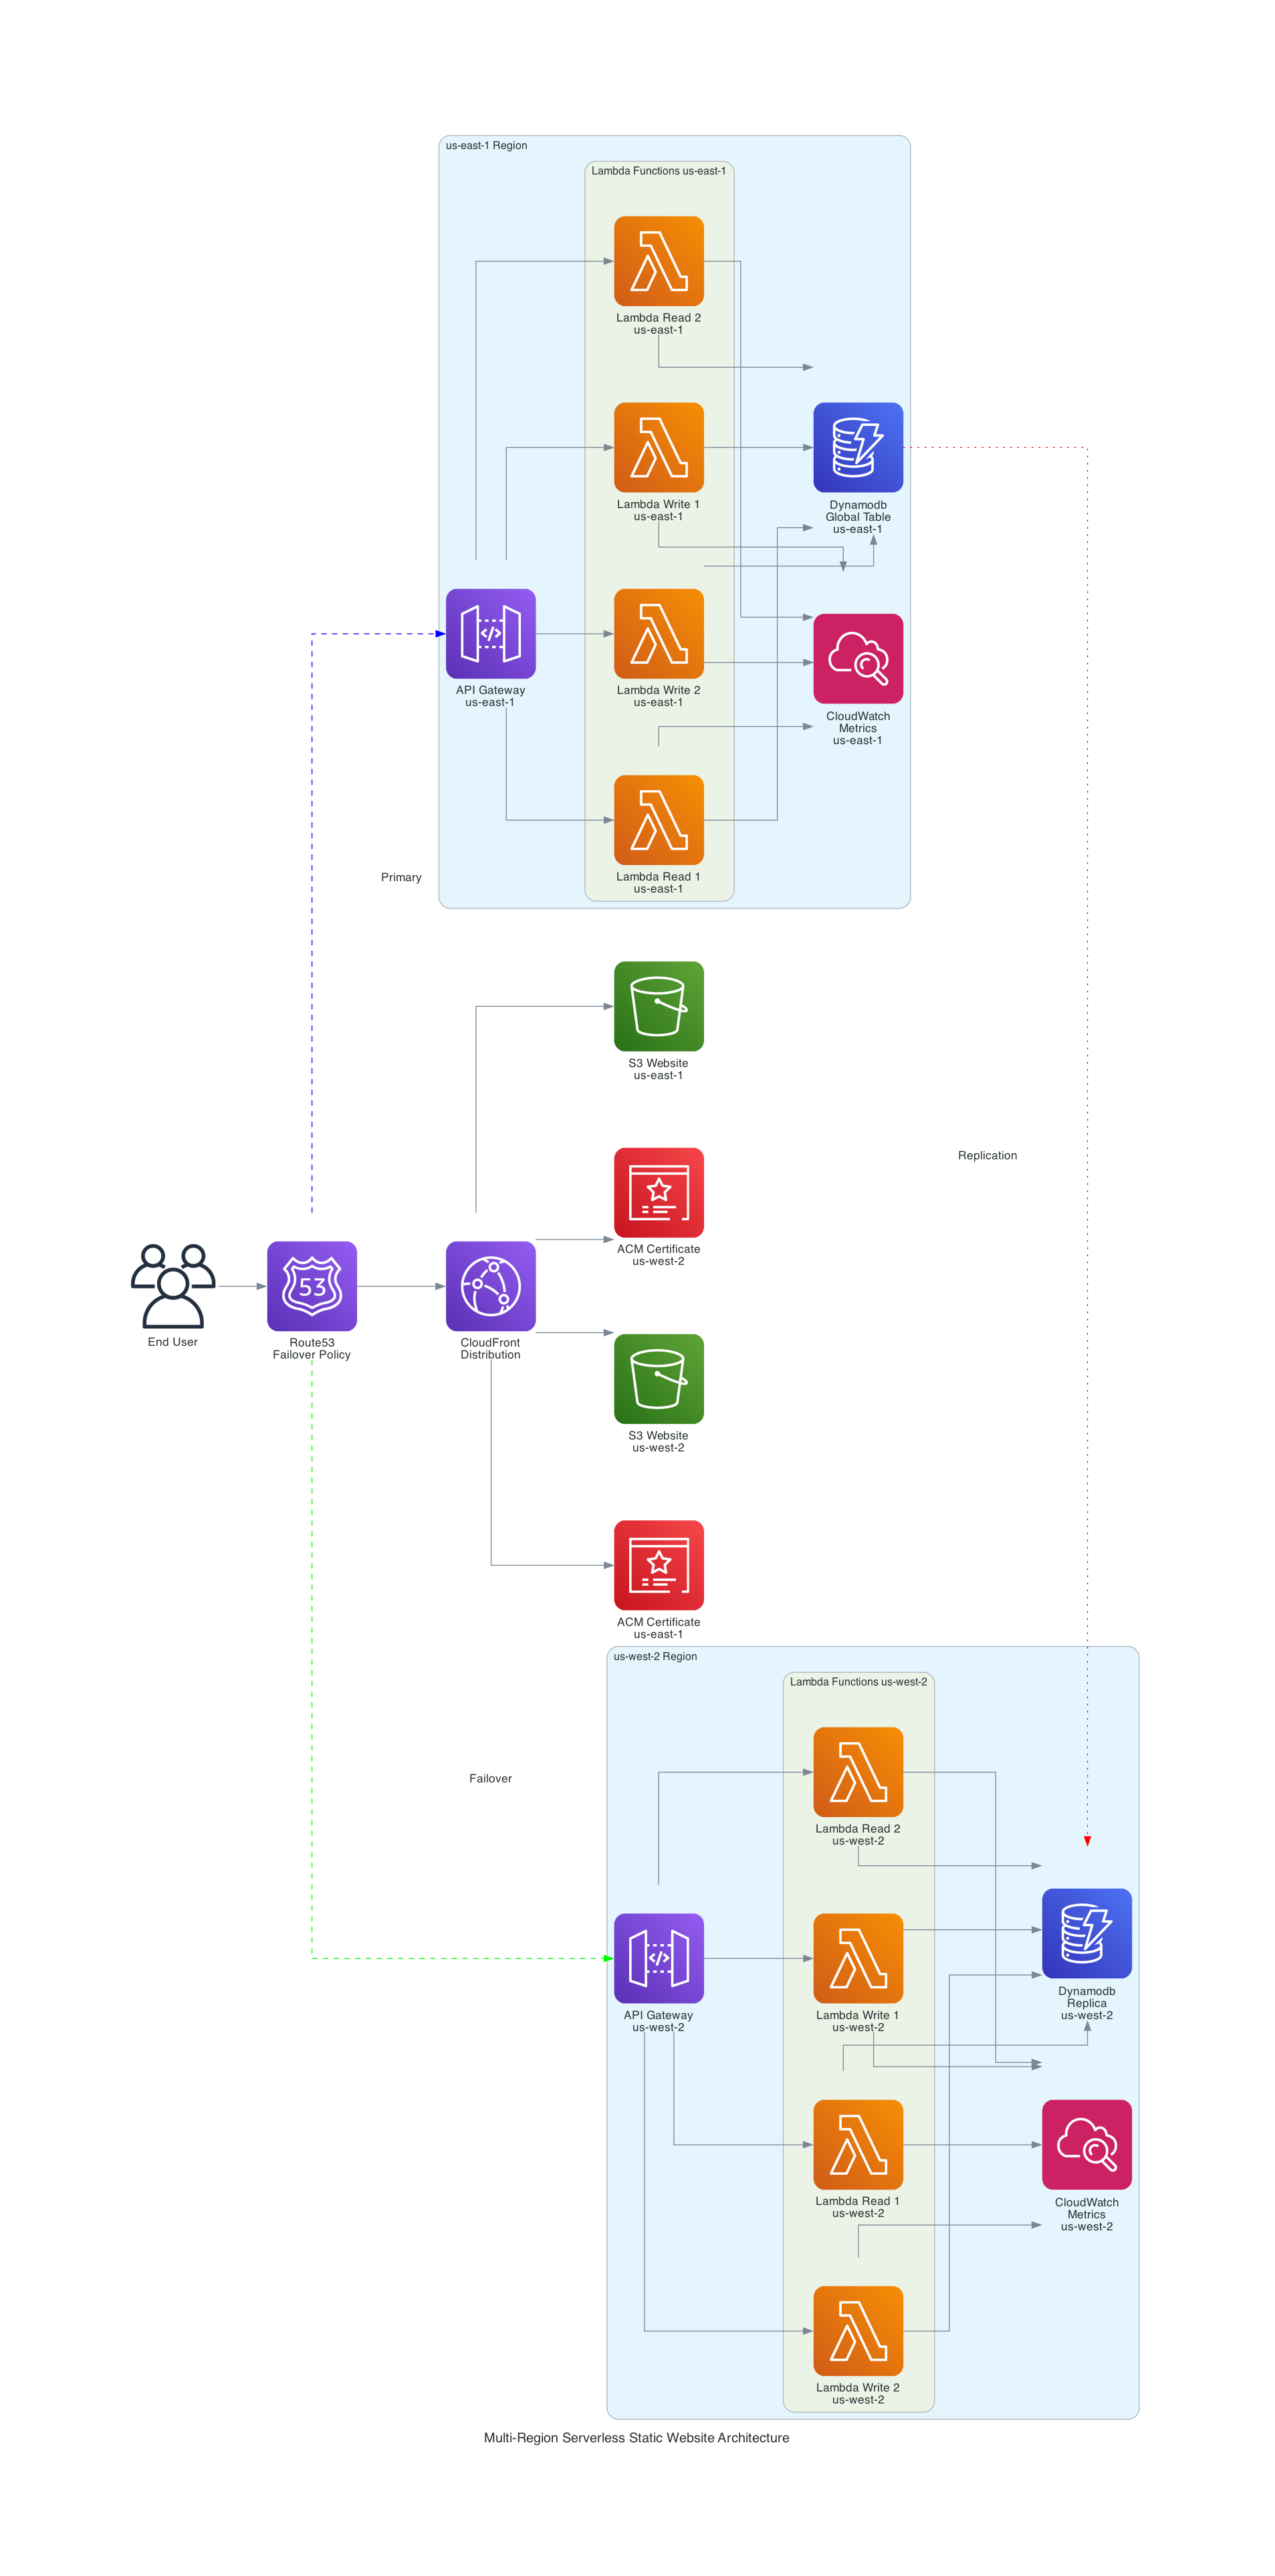 us-east-1 Region
Lambda Functions us-east-1
Lambda Read 2
us-east-1
Lambda Write 1
us-east-1
Dynamodb
Global Table
us-east-1
API Gateway
us-east-1
Lambda Write 2
us-east-1
CloudWatch
Metrics
us-east-1
Lambda Read 1
us-east-1
Primary
S3 Website
us-east-1
Replication
ACM Certificate
us-west-2
End User
53
Route53
Failover Policy
CloudFront
Distribution
S3 Website
us-west-2
ACM Certificate
us-east-1
us-west-2 Region
Lambda Functions us-west-2
Failover
Lambda Read 2
us-west-2
API Gateway
us-west-2
Lambda Write 1
us-west-2
Dynamodb
Replica
us-west-2
Lambda Read 1
us-west-2
CloudWatch
Metrics
us-west-2
Lambda Write 2
us-west-2
Multi-Region Serverless Static Website Architecture